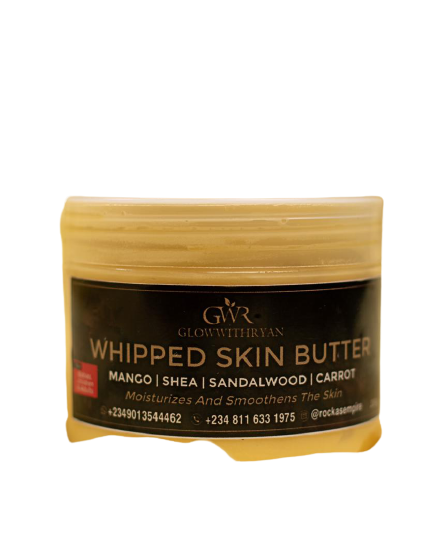 GWR
GLOWWITHRYAN
WHIPPED SKIN BUTTER
MANGO | SHEA | SANDALWOOD | CARROT
Moisturizes And Smoothens The Skin
+2349013544462 +234 811 633 1975 @rockasempire